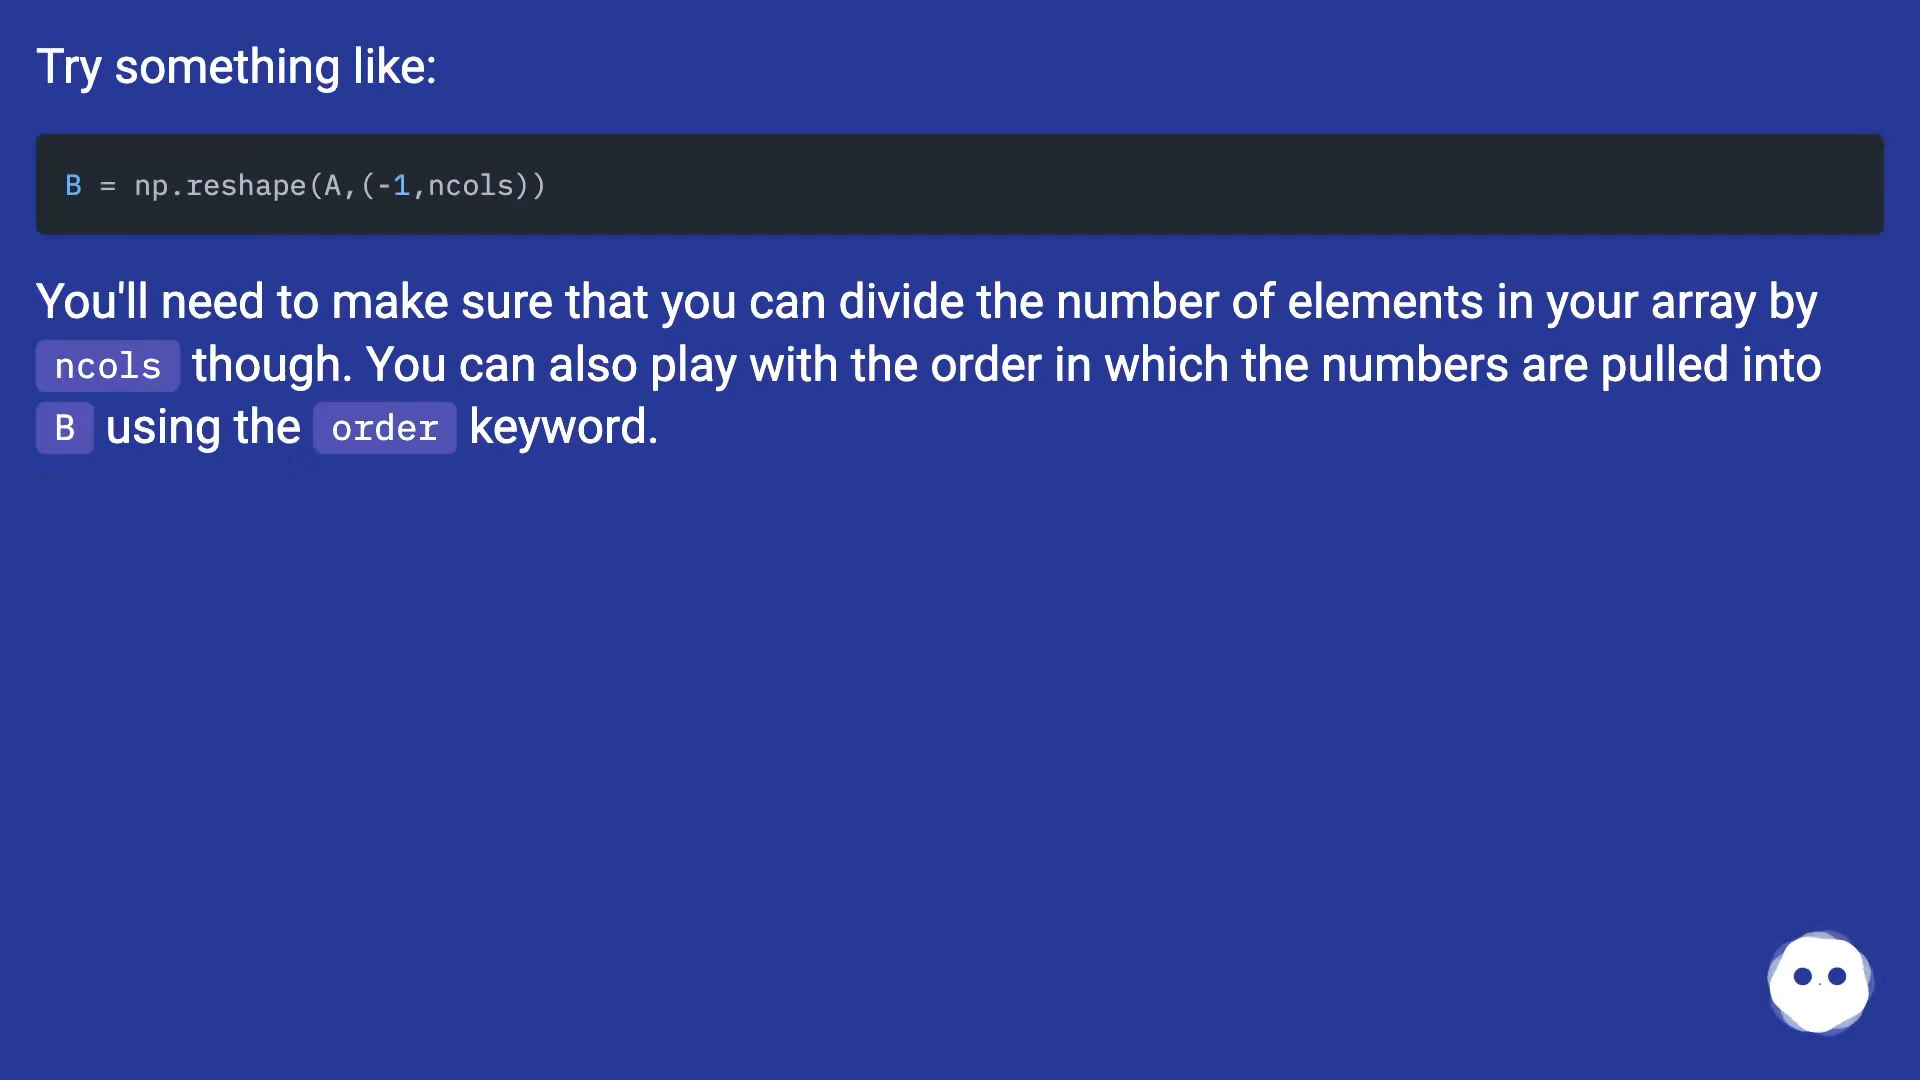 Try something like:
B = np.reshape(A,(-1,ncols))
You'll need to make sure that you can divide the number of elements in your array by
ncols though. You can also play with the order in which the numbers are pulled into
B using the order keyword.